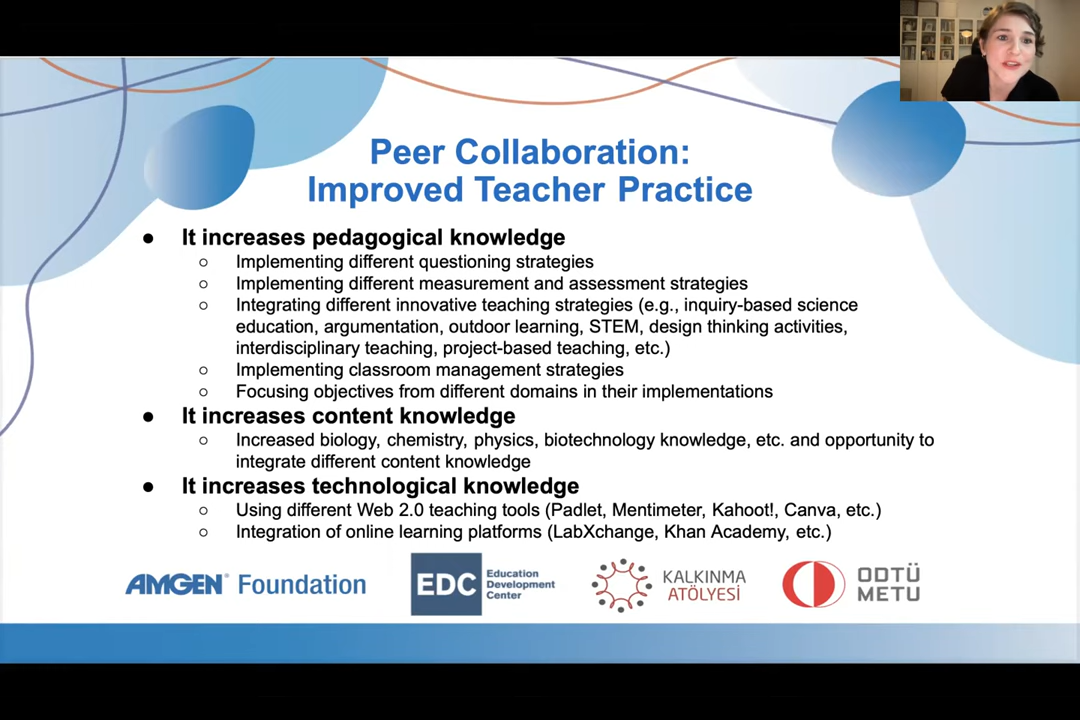 Peer Collaboration:
Improved Teacher Practice
● It increases pedagogical knowledge
○ Implementing different questioning strategies
○ Implementing different measurement and assessment strategies
○ Integrating different innovative teaching strategies (e.g., inquiry-based science
education, argumentation, outdoor learning, STEM, design thinking activities,
interdisciplinary teaching, project-based teaching, etc.)
○ Implementing classroom management strategies
○ Focusing objectives from different domains in their implementations
● It increases content knowledge
○ Increased biology, chemistry, physics, biotechnology knowledge, etc. and opportunity to
integrate different content knowledge
● It increases technological knowledge
○ Using different Web 2.0 teaching tools (Padlet, Mentimeter, Kahoot!, Canva, etc.)
○ Integration of online learning platforms (LabXchange, Khan Academy, etc.)
AMGEN® Foundation
EDC
Education
Development
Center
KALKINMA
ATÖLYESİ
ODTÜ
METU